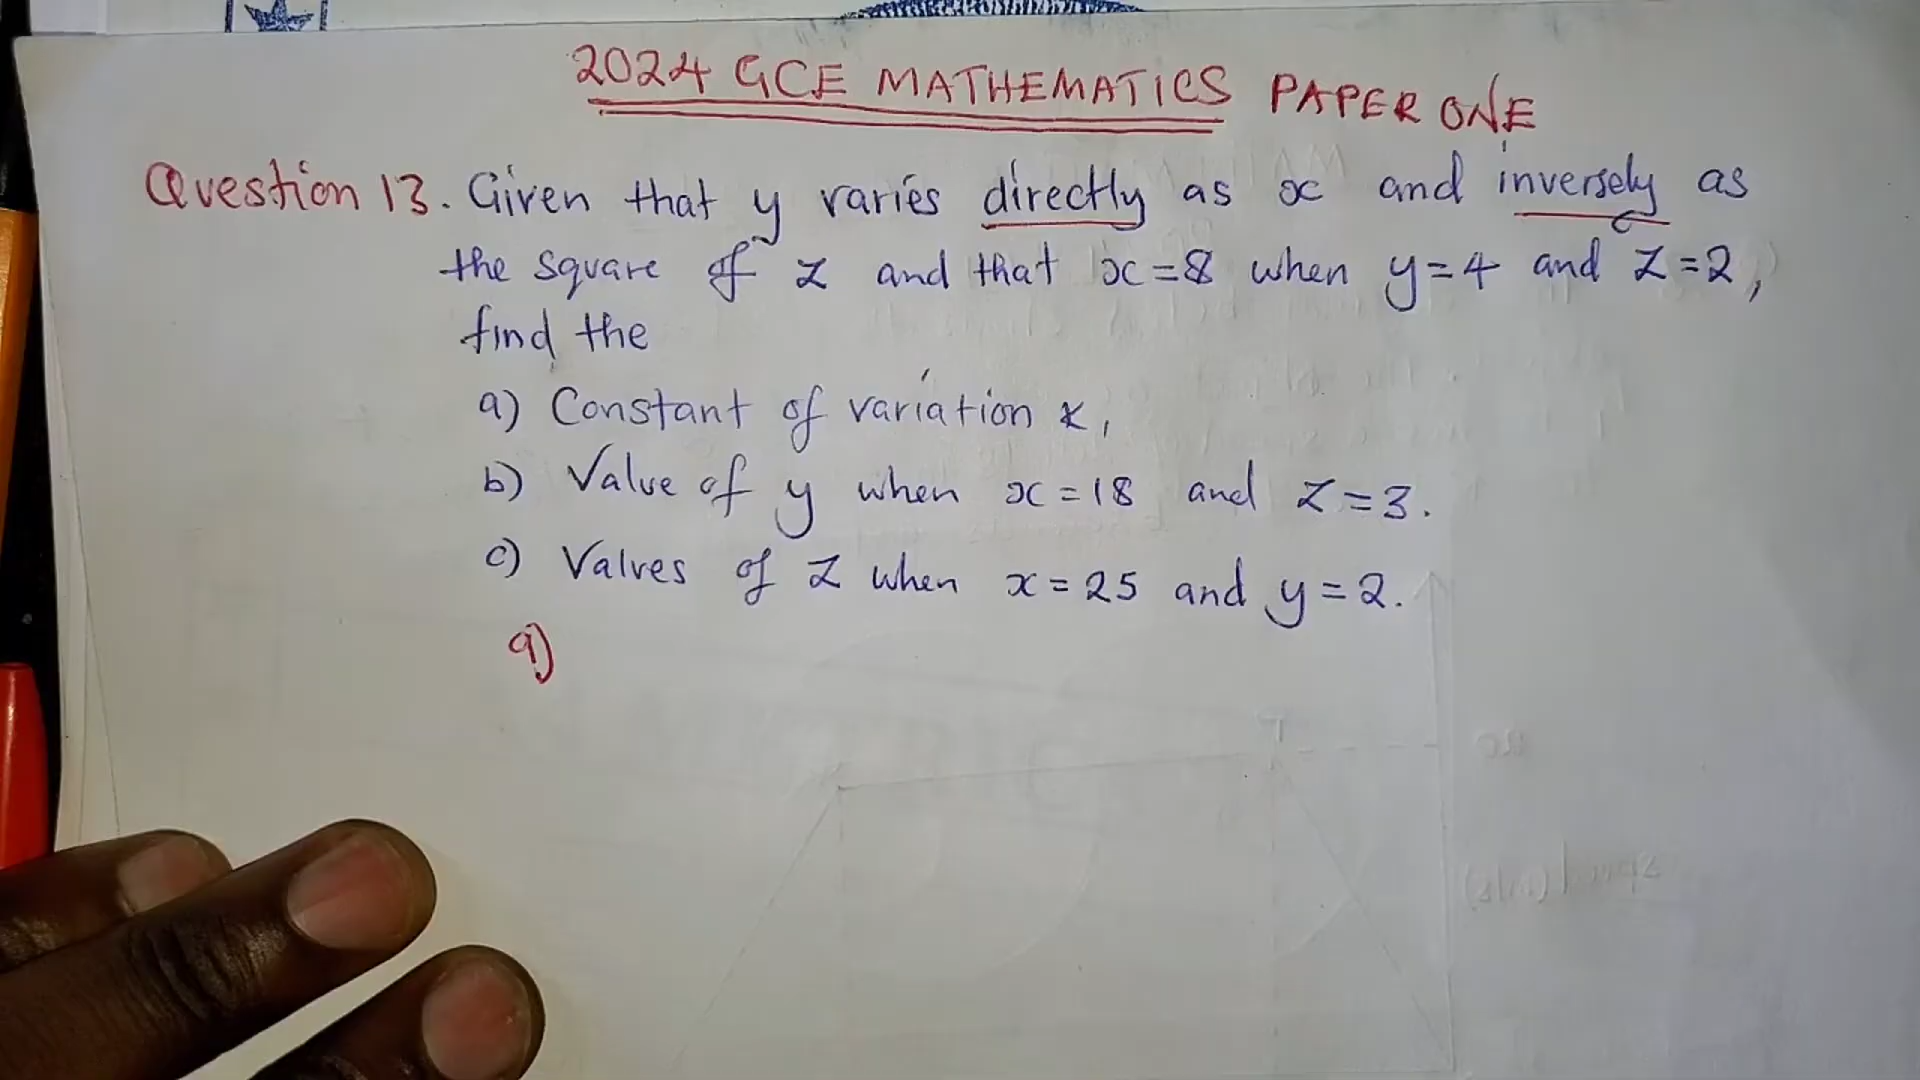 2024 GCE MATHEMATICS PAPER ONE
Question 13. Given that y varies directly as x and inversely as
the square of z and that x=8 when y=4 and z=2,
find the
a) Constant of variation k,
b) Value of y when x=18 and z=3.
c) Values of z when x=25 and y=2.
a)